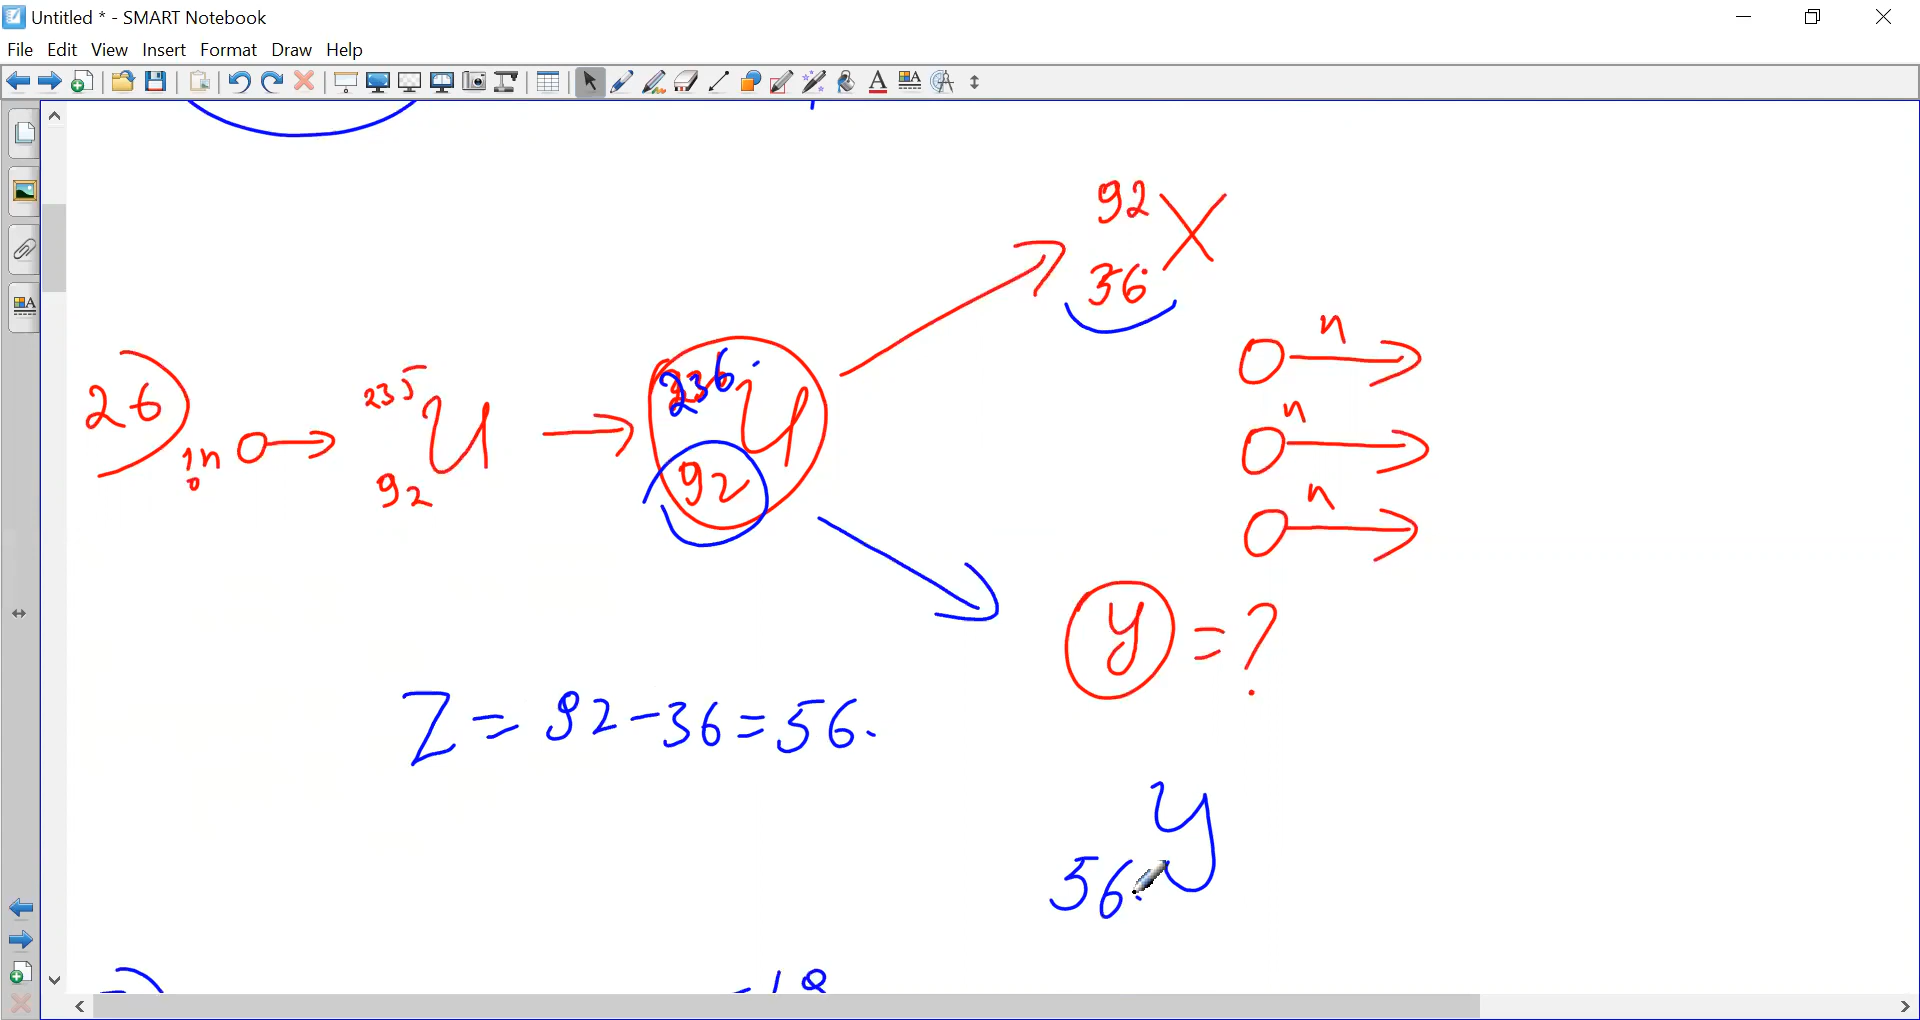 Untitled * - SMART Notebook
File Edit View Insert Format Draw Help
92
X
36
n
n
n
26)
1
0
n
235
U
92
236
U
92
y = ?
Z = 92 - 36 = 56.
y
56.